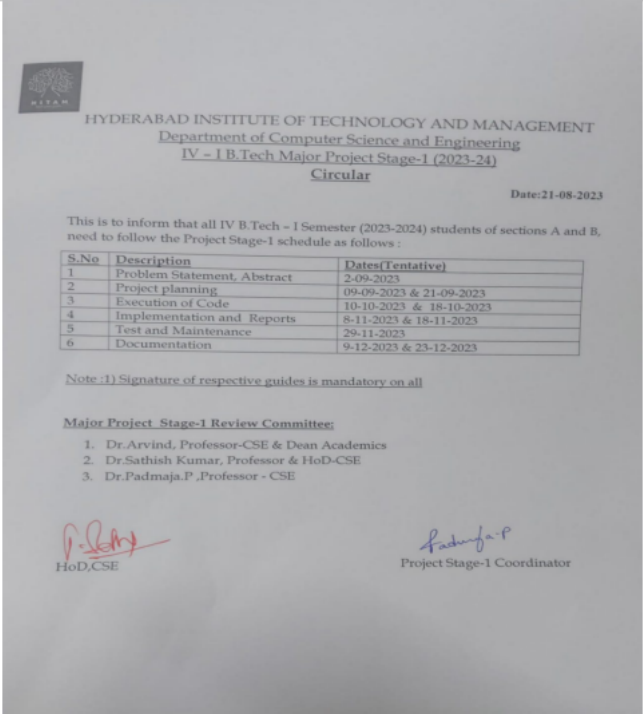 HITAM
HYDERABAD INSTITUTE OF TECHNOLOGY AND MANAGEMENT
Department of Computer Science and Engineering
IV – I B.Tech Major Project Stage-1 (2023-24)
Circular
Date:21-08-2023
This is to inform that all IV B.Tech – I Semester (2023-2024) students of sections A and B,
need to follow the Project Stage-1 schedule as follows :
S.No Description Dates(Tentative)
1 Problem Statement, Abstract 2-09-2023
2 Project planning 09-09-2023 & 21-09-2023
3 Execution of Code 10-10-2023 & 18-10-2023
4 Implementation and Reports 8-11-2023 & 18-11-2023
5 Test and Maintenance 29-11-2023
6 Documentation 9-12-2023 & 23-12-2023
Note :1) Signature of respective guides is mandatory on all
Major Project Stage-1 Review Committee:
1. Dr.Arvind, Professor-CSE & Dean Academics
2. Dr.Sathish Kumar, Professor & HoD-CSE
3. Dr.Padmaja.P ,Professor - CSE
Padmaja.P
HoD,CSE Project Stage-1 Coordinator